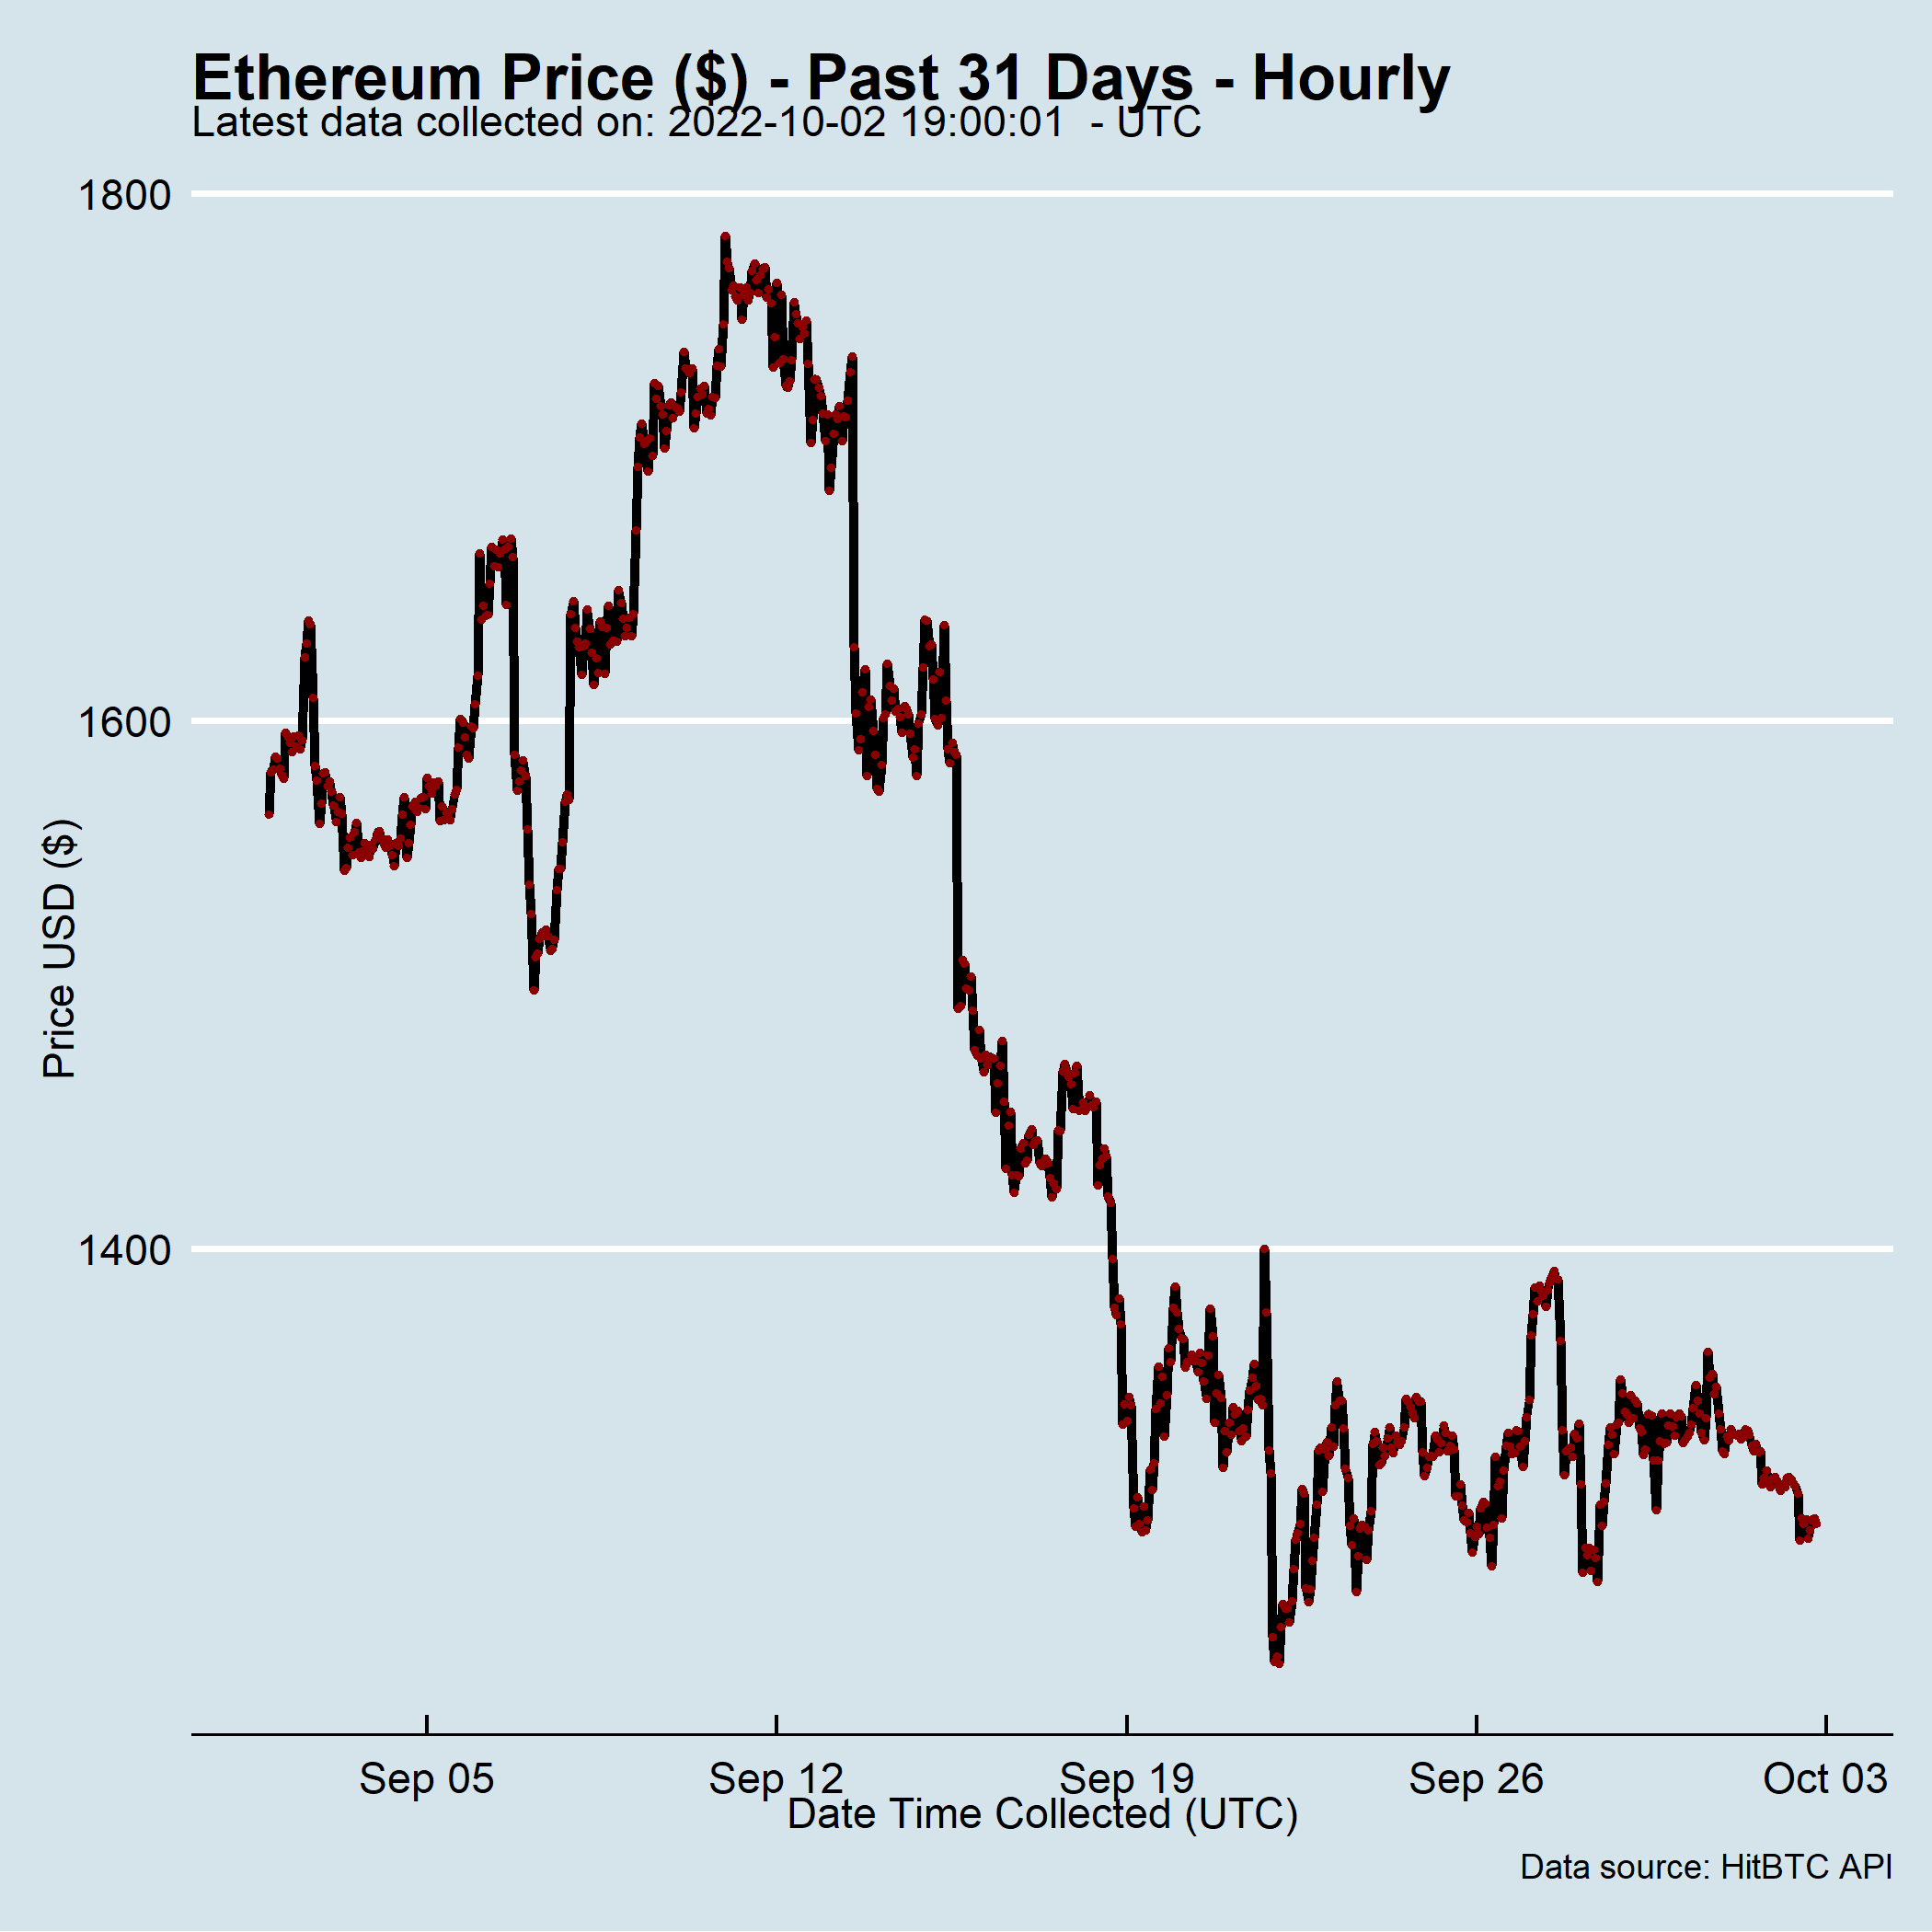 Ethereum Price ($) - Past 31 Days - Hourly
Latest data collected on: 2022-10-02 19:00:01  - UTC
1800
1600
1400
Price USD ($)
Sep 05 Sep 12 Sep 19 Sep 26 Oct 03
Date Time Collected (UTC)
Data source: HitBTC API